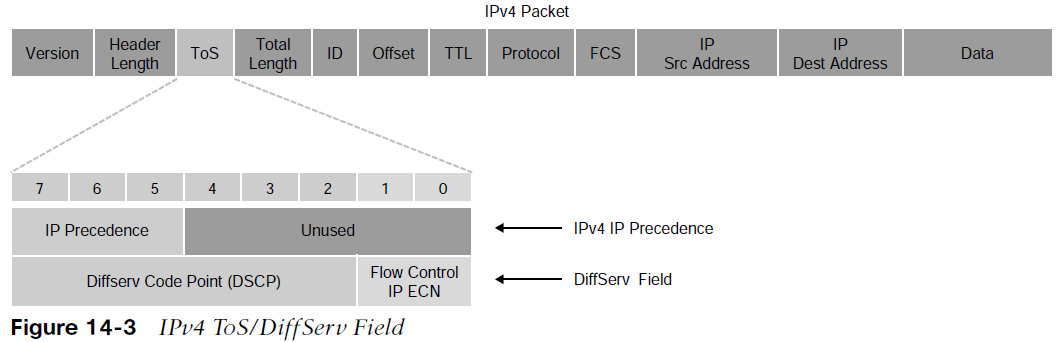 IPv4 Packet
Version Header Length ToS Total Length ID Offset TTL Protocol FCS IP Src Address IP Dest Address Data
7 6 5 4 3 2 1 0
IP Precedence Unused IPv4 IP Precedence
Diffserv Code Point (DSCP) Flow Control IP ECN DiffServ Field
Figure 14-3 IPv4 ToS/DiffServ Field